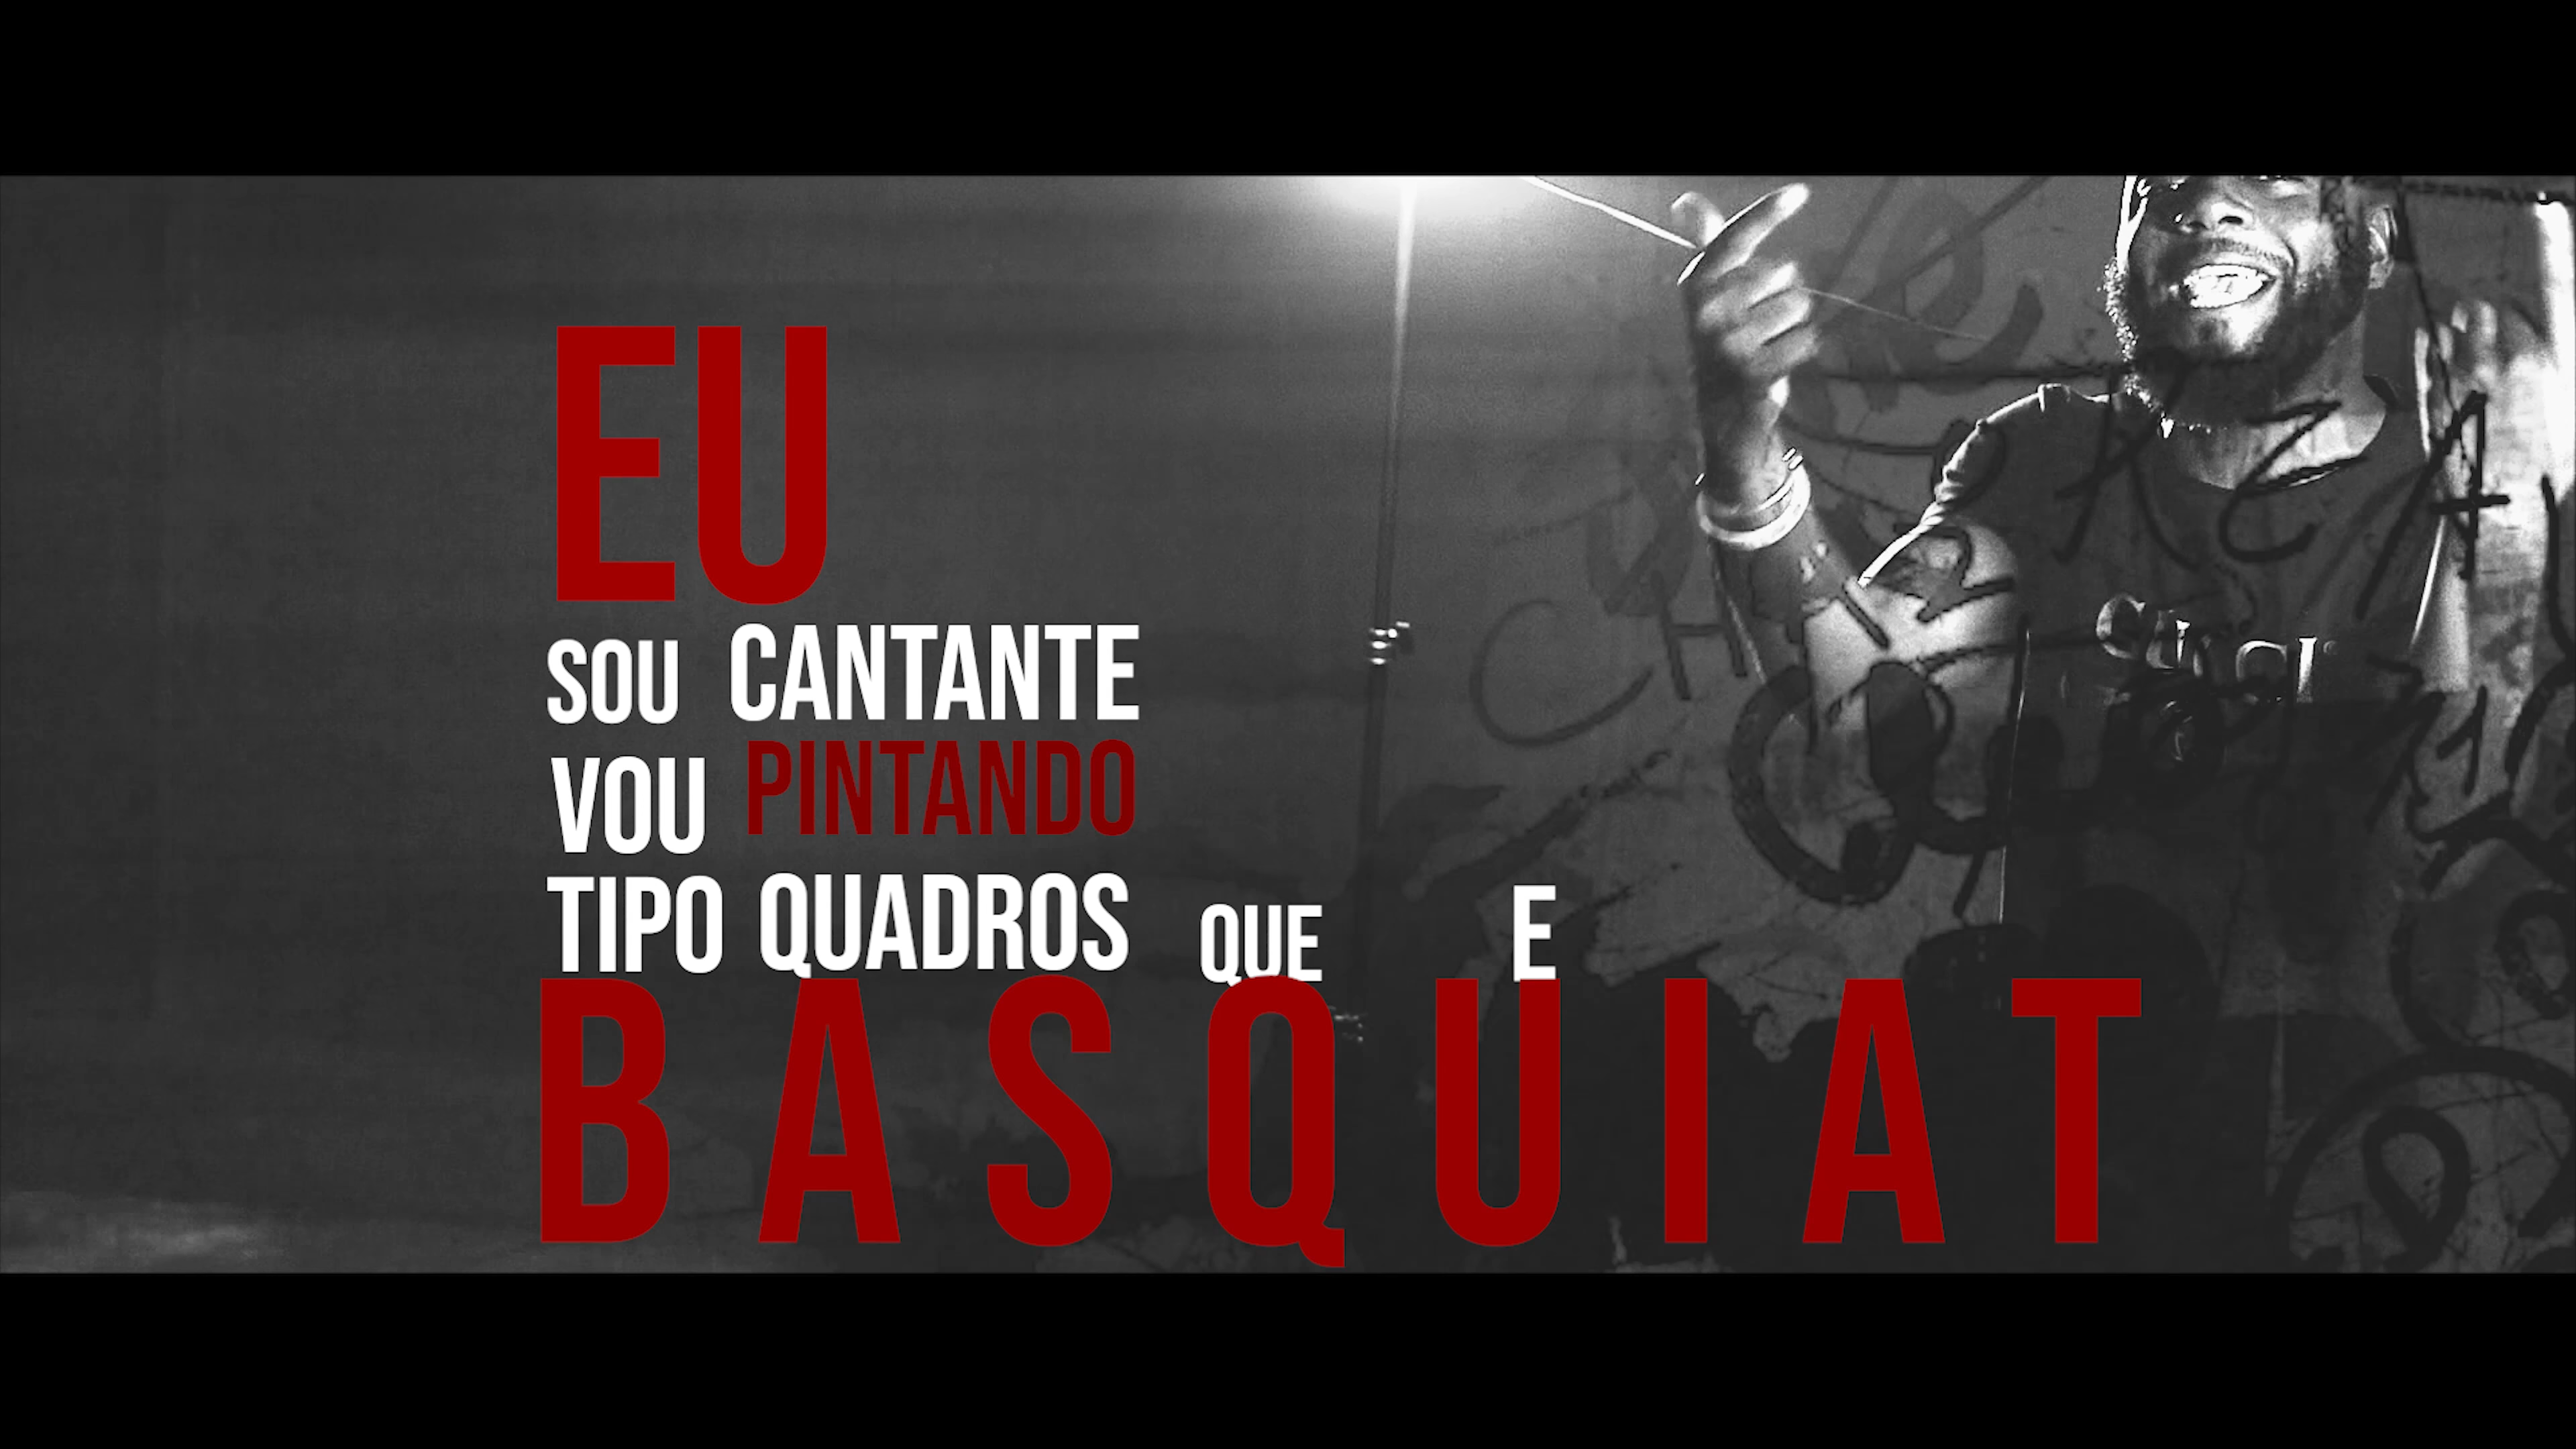 EU
SOU CANTANTE
VOU PINTANDO
TIPO QUADROS QUE E
BASQUIAT